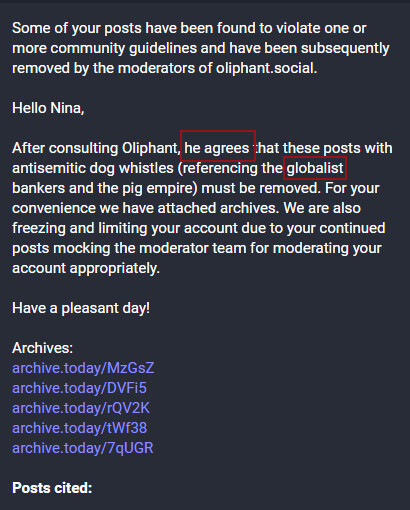 Some of your posts have been found to violate one or
more community guidelines and have been subsequently
removed by the moderators of oliphant.social.
Hello Nina,
After consulting Oliphant, he agrees that these posts with
antisemitic dog whistles (referencing the globalist
bankers and the pig empire) must be removed. For your
convenience we have attached archives. We are also
freezing and limiting your account due to your continued
posts mocking the moderator team for moderating your
account appropriately.
Have a pleasant day!
Archives:
archive.today/MzGsZ
archive.today/DVFi5
archive.today/rQV2K
archive.today/tWf38
archive.today/7qUGR
Posts cited: